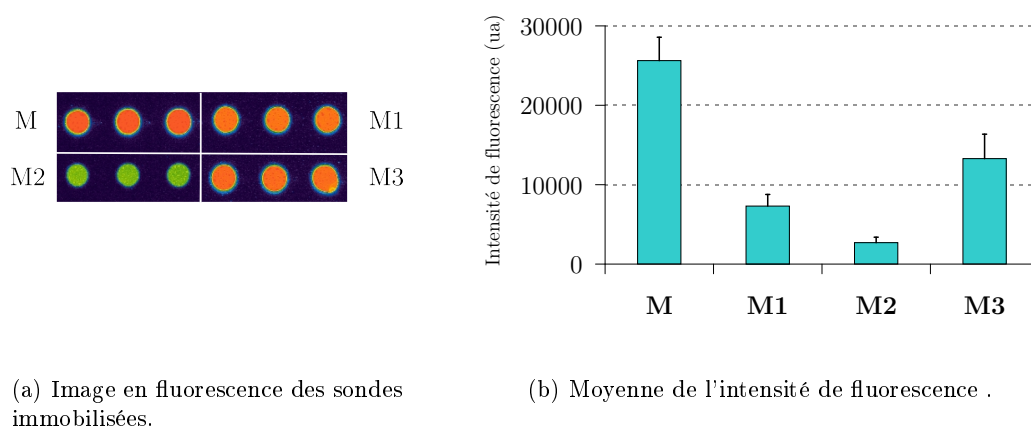 M
M1
M2
M3
(a) Image en fluorescence des sondes
immobilisées.
Intensité de fluorescence (ua)
30000
20000
10000
0
M M1 M2 M3
(b) Moyenne de l'intensité de fluorescence .